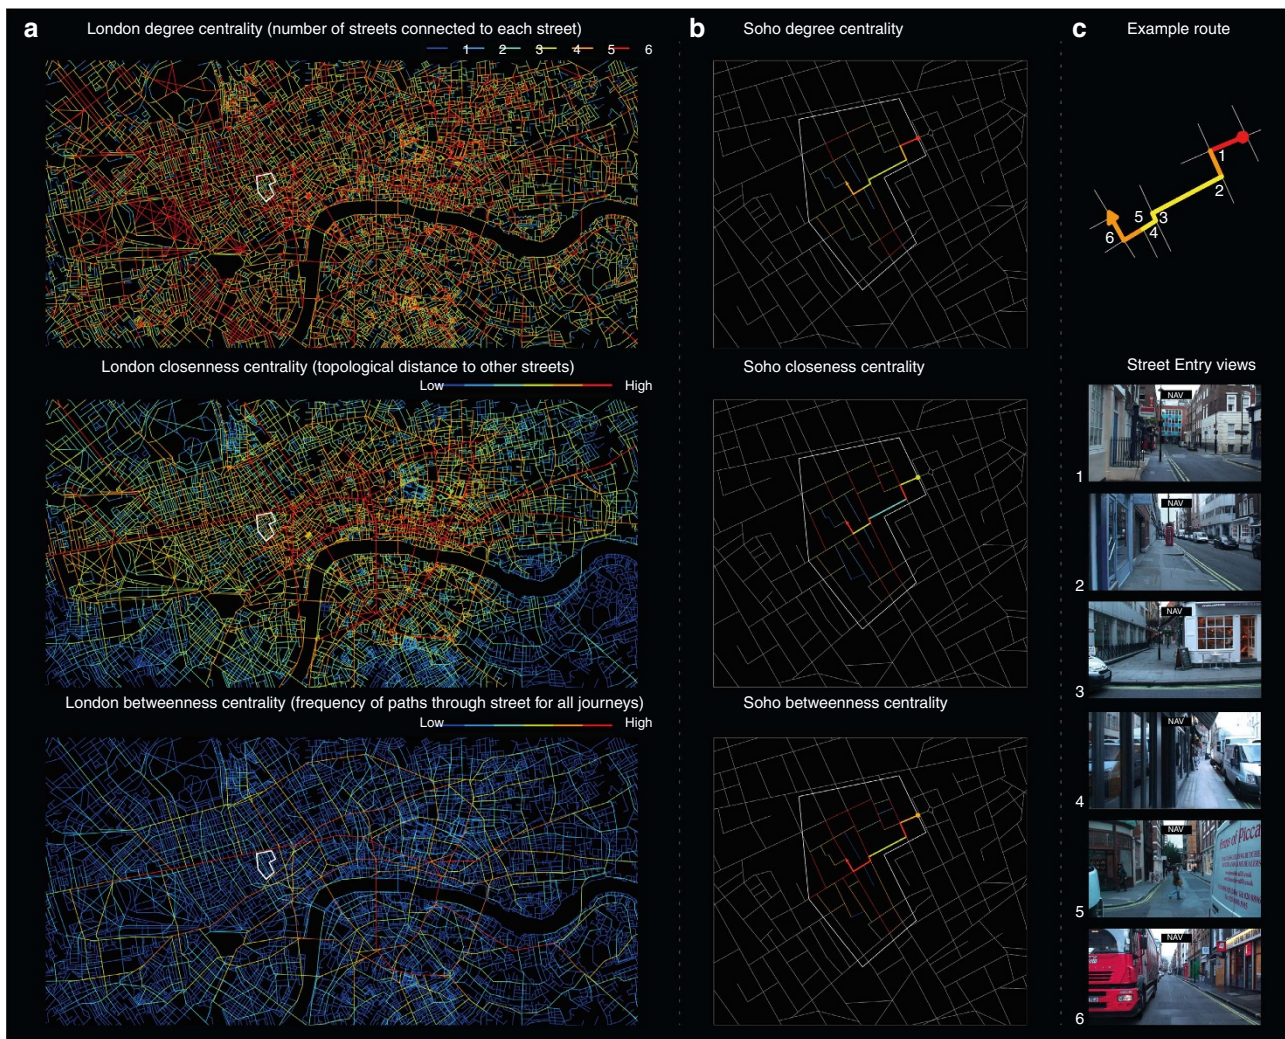 a
London degree centrality (number of streets connected to each street)
1 2 3 4 5 6
London closenness centrality (topological distance to other streets)
Low High
London betweenness centrality (frequency of paths through street for all journeys)
Low High
b
Soho degree centrality
Soho closeness centrality
Soho betweenness centrality
c
Example route
1
2
3
5
4
6
Street Entry views
NAV
1
NAV
2
NAV
3
NAV
4
NAV
5
NAV
6